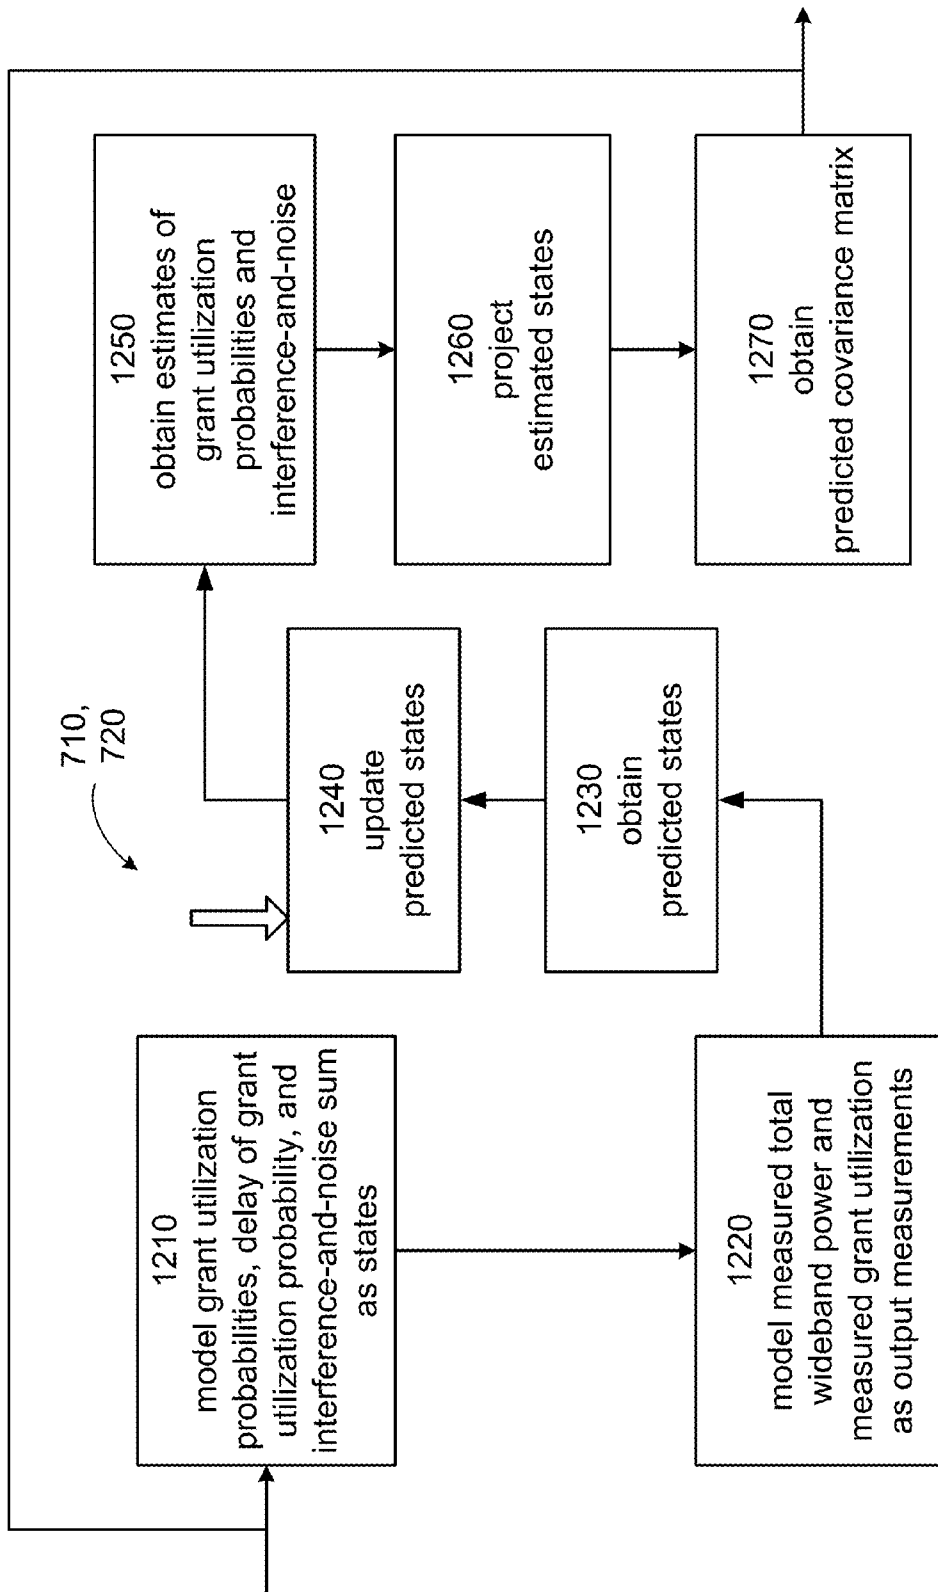 710,
720
1210
model grant utilization
probabilities, delay of grant
utilization probability, and
interference-and-noise sum
as states
1220
model measured total
wideband power and
measured grant utilization
as output measurements
1230
obtain
predicted states
1240
update
predicted states
1250
obtain estimates of
grant utilization
probabilities and
interference-and-noise
1260
project
estimated states
1270
obtain
predicted covariance matrix